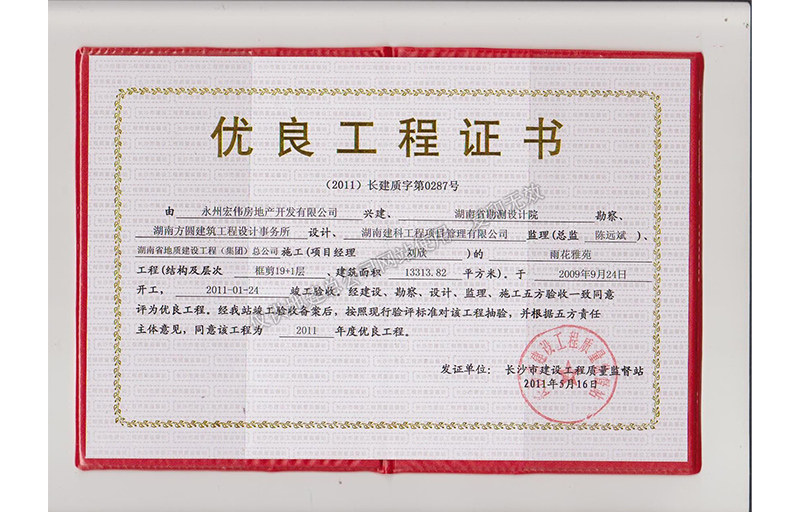 优良工程证书
（2011）长建质字第0287号
由 永州宏伟房地产开发有限公司 兴建、 湖南省勘测设计院 勘察、
湖南方圆建筑工程设计事务所 设计、 湖南建科工程项目管理有限公司 监理(总监 陈远斌 )、
湖南省地质建设工程（集团）总公司 施工(项目经理 刘欣 )的 雨花雅苑
工程(结构及层次 框剪19+1层 、建筑面积 13313.82 平方米)。于 2009年9月24日
开工， 2011-01-24 竣工验收。经建设、勘察、设计、监理、施工五方验收一致同意
评为优良工程。经我站竣工验收备案后，按照现行验评标准对该工程抽验，并根据五方责任
主体意见，同意该工程为 2011 年度优良工程。
发证单位： 长沙市建设工程质量监督站
2011年5月16日